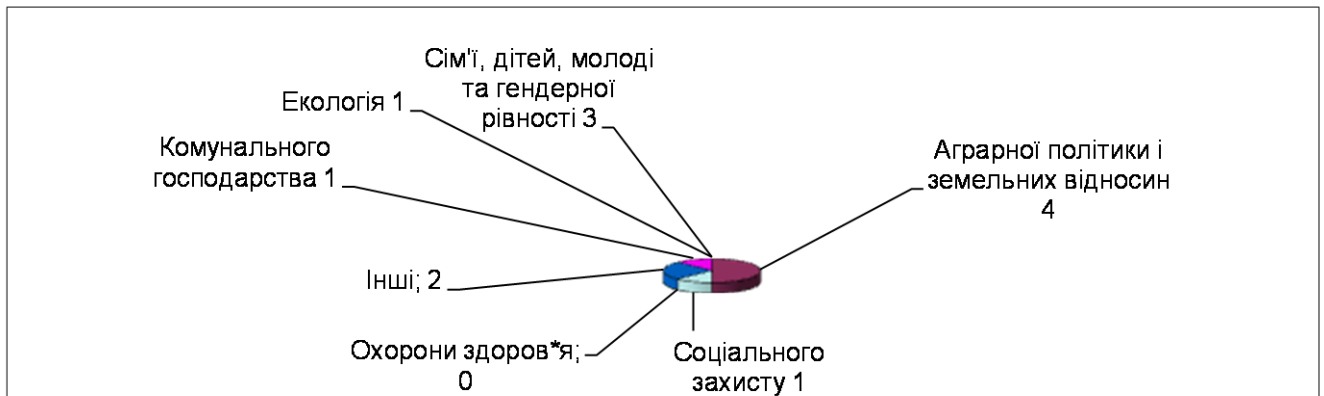 Сім'ї, дітей, молоді
та гендерної
рівності 3
Екологія 1
Комунального
господарства 1
Аграрної політики і
земельних відносин
4
Інші; 2
Охорони здоров*я;
0
Соціального
захисту 1